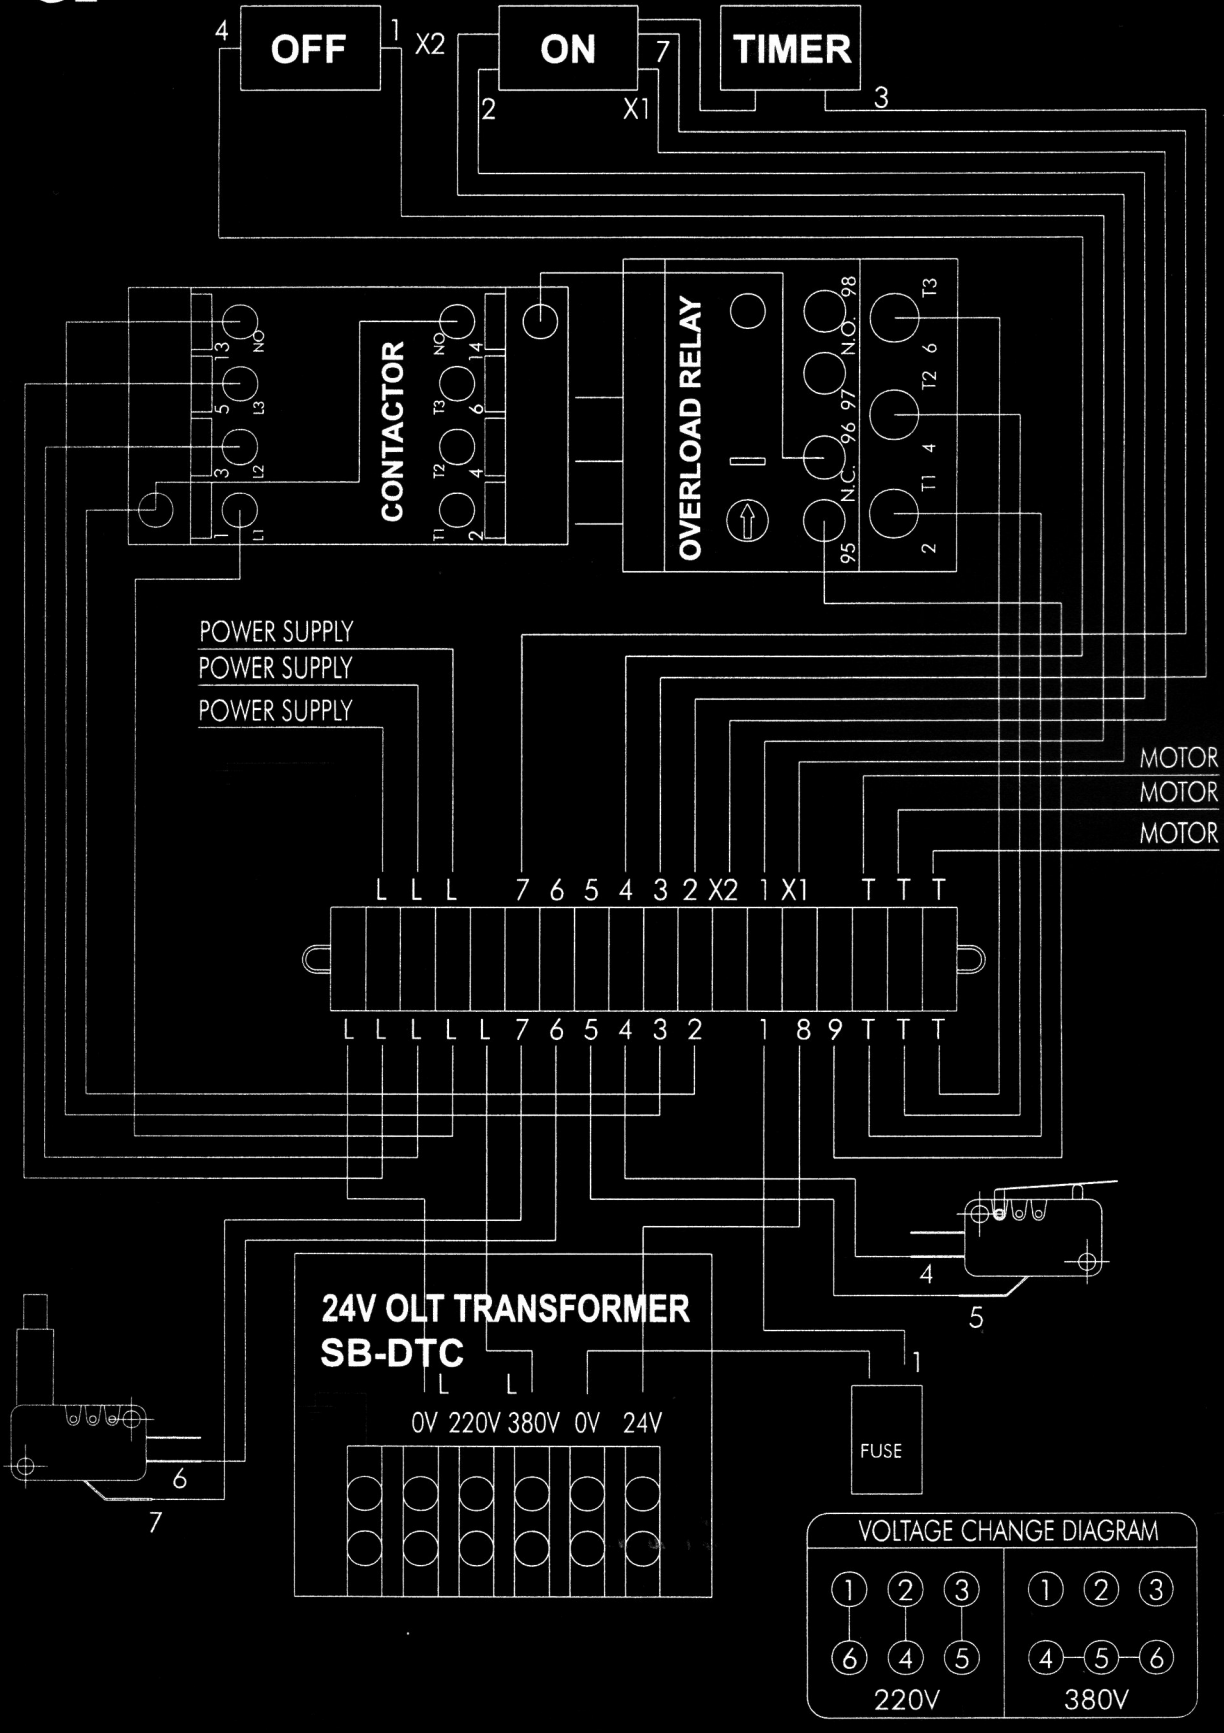 4 OFF 1 X2 ON 7 TIMER
2 X1 3
13 NO
5 L3
3 L2
1 L1
CONTACTOR
NO 14
T3 6
T2 4
T1 2
OVERLOAD RELAY
98
N.O.
97
96
N.C.
95
T3
6
T2
4
T1
2
POWER SUPPLY
POWER SUPPLY
POWER SUPPLY
MOTOR
MOTOR
MOTOR
L L L 7 6 5 4 3 2 X2 1 X1 T T T
L L L L L 7 6 5 4 3 2 1 8 9 T T T
4
5
24V OLT TRANSFORMER
SB-DTC
L L
0V 220V 380V 0V 24V
1
FUSE
6
7
VOLTAGE CHANGE DIAGRAM
1 2 3 1 2 3
6 4 5 4 5 6
220V 380V